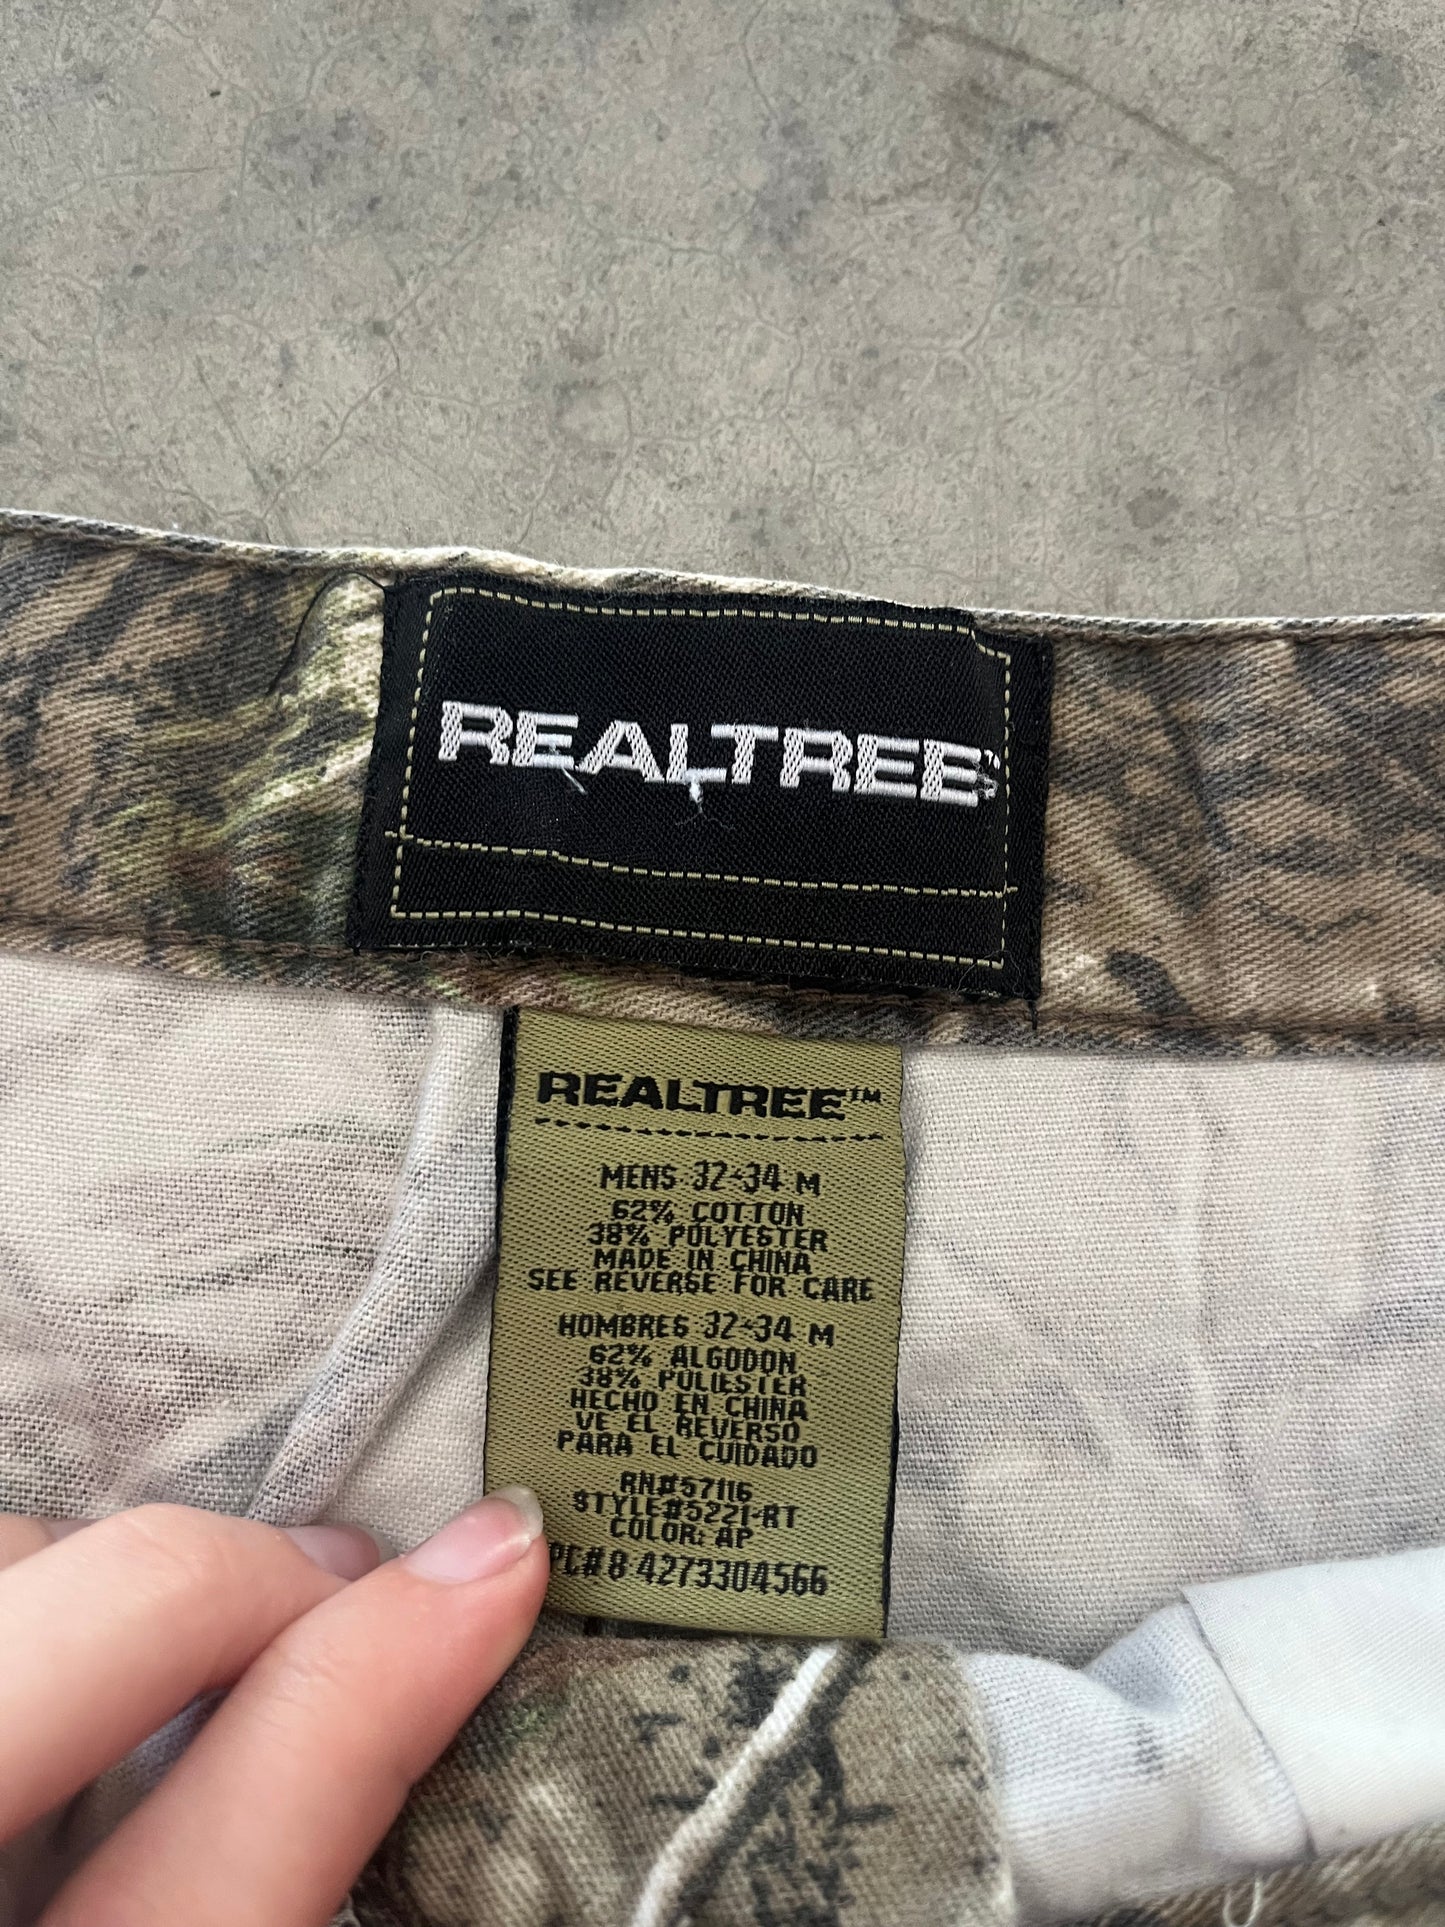 REALTREE
REALTREE™
MENS 32-34 M
62% COTTON
38% POLYESTER
MADE IN CHINA
SEE REVERSE FOR CARE
HOMBRES 32-34 M
62% ALGODON
38% POLIESTER
HECHO EN CHINA
VE EL REVERSO
PARA EL CUIDADO
RN#57116
STYLE#5221-RT
COLOR: AP
PC# 8 4273304566